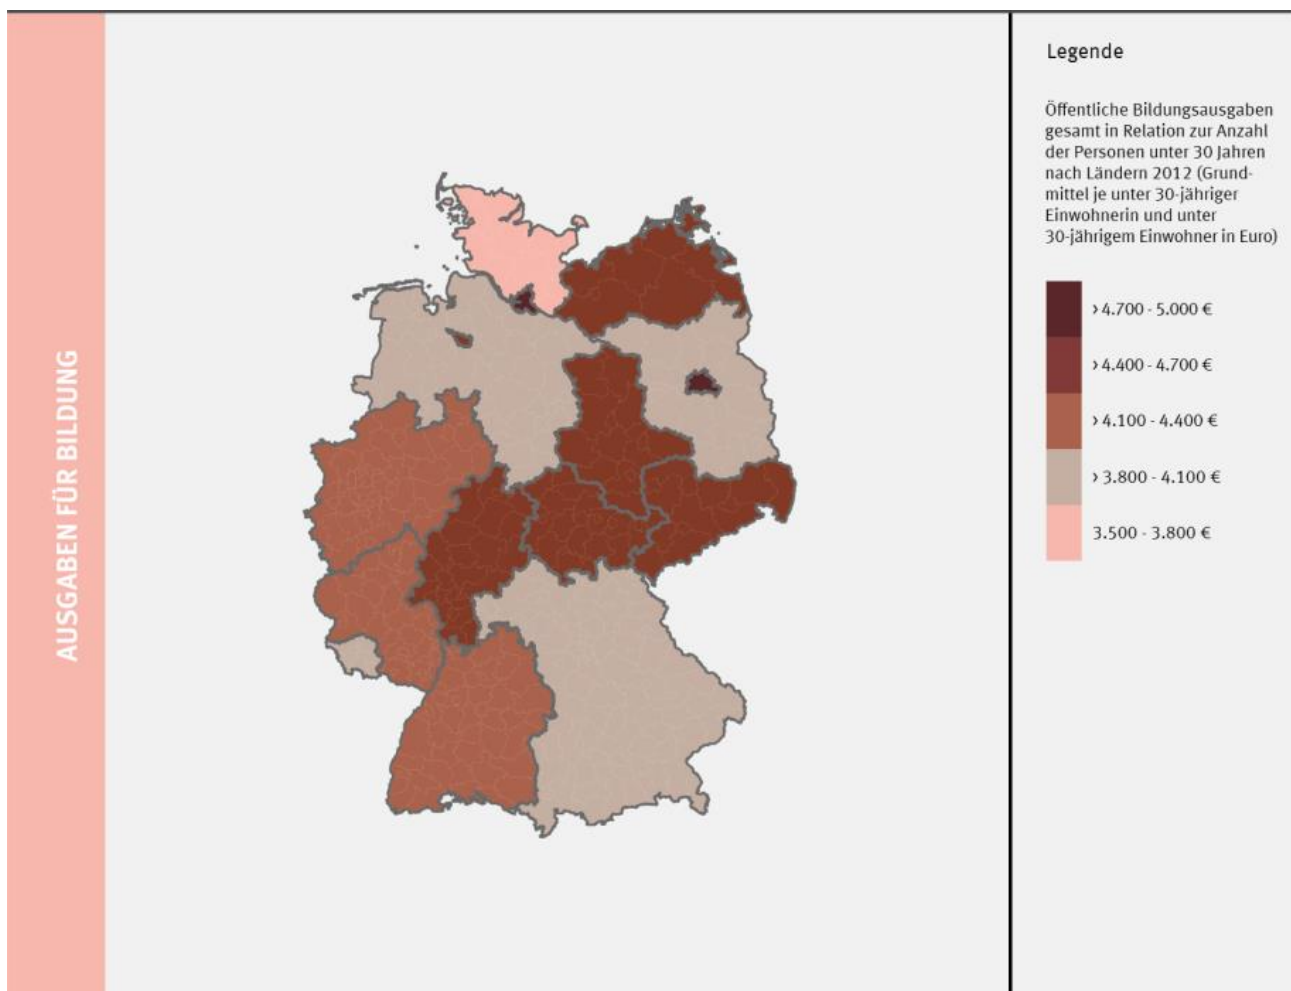 AUSGABEN FÜR BILDUNG
Legende
Öffentliche Bildungsausgaben
gesamt in Relation zur Anzahl
der Personen unter 30 Jahren
nach Ländern 2012 (Grund-
mittel je unter 30-jähriger
Einwohnerin und unter
30-jährigem Einwohner in Euro)
> 4.700 - 5.000 €
> 4.400 - 4.700 €
> 4.100 - 4.400 €
> 3.800 - 4.100 €
3.500 - 3.800 €